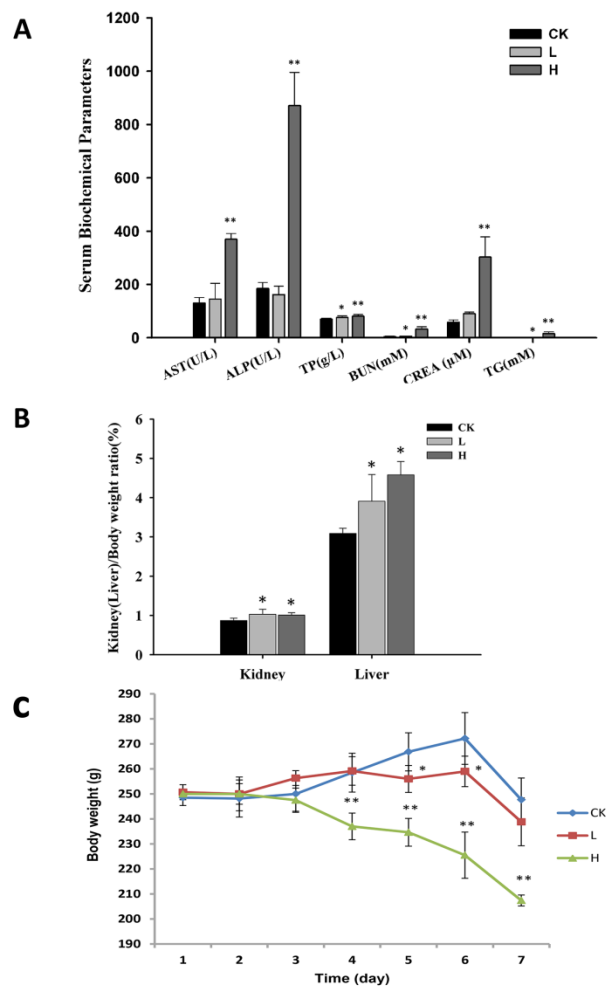 A
CK
L
H
Serum Biochemical Parameters
1200
1000
800
600
400
200
0
**
**
* **
* **
**
* **
AST(U/L)
ALP(U/L)
TP(g/L)
BUN(mM)
CREA (µM)
TG(mM)
B
CK
L
H
Kidney(Liver)/Body weight ratio(%)
6
5
4
3
2
1
0
* *
* *
Kidney
Liver
C
Body weight (g)
290
280
270
260
250
240
230
220
210
200
190
*
*
**
**
**
**
CK
L
H
1 2 3 4 5 6 7
Time (day)